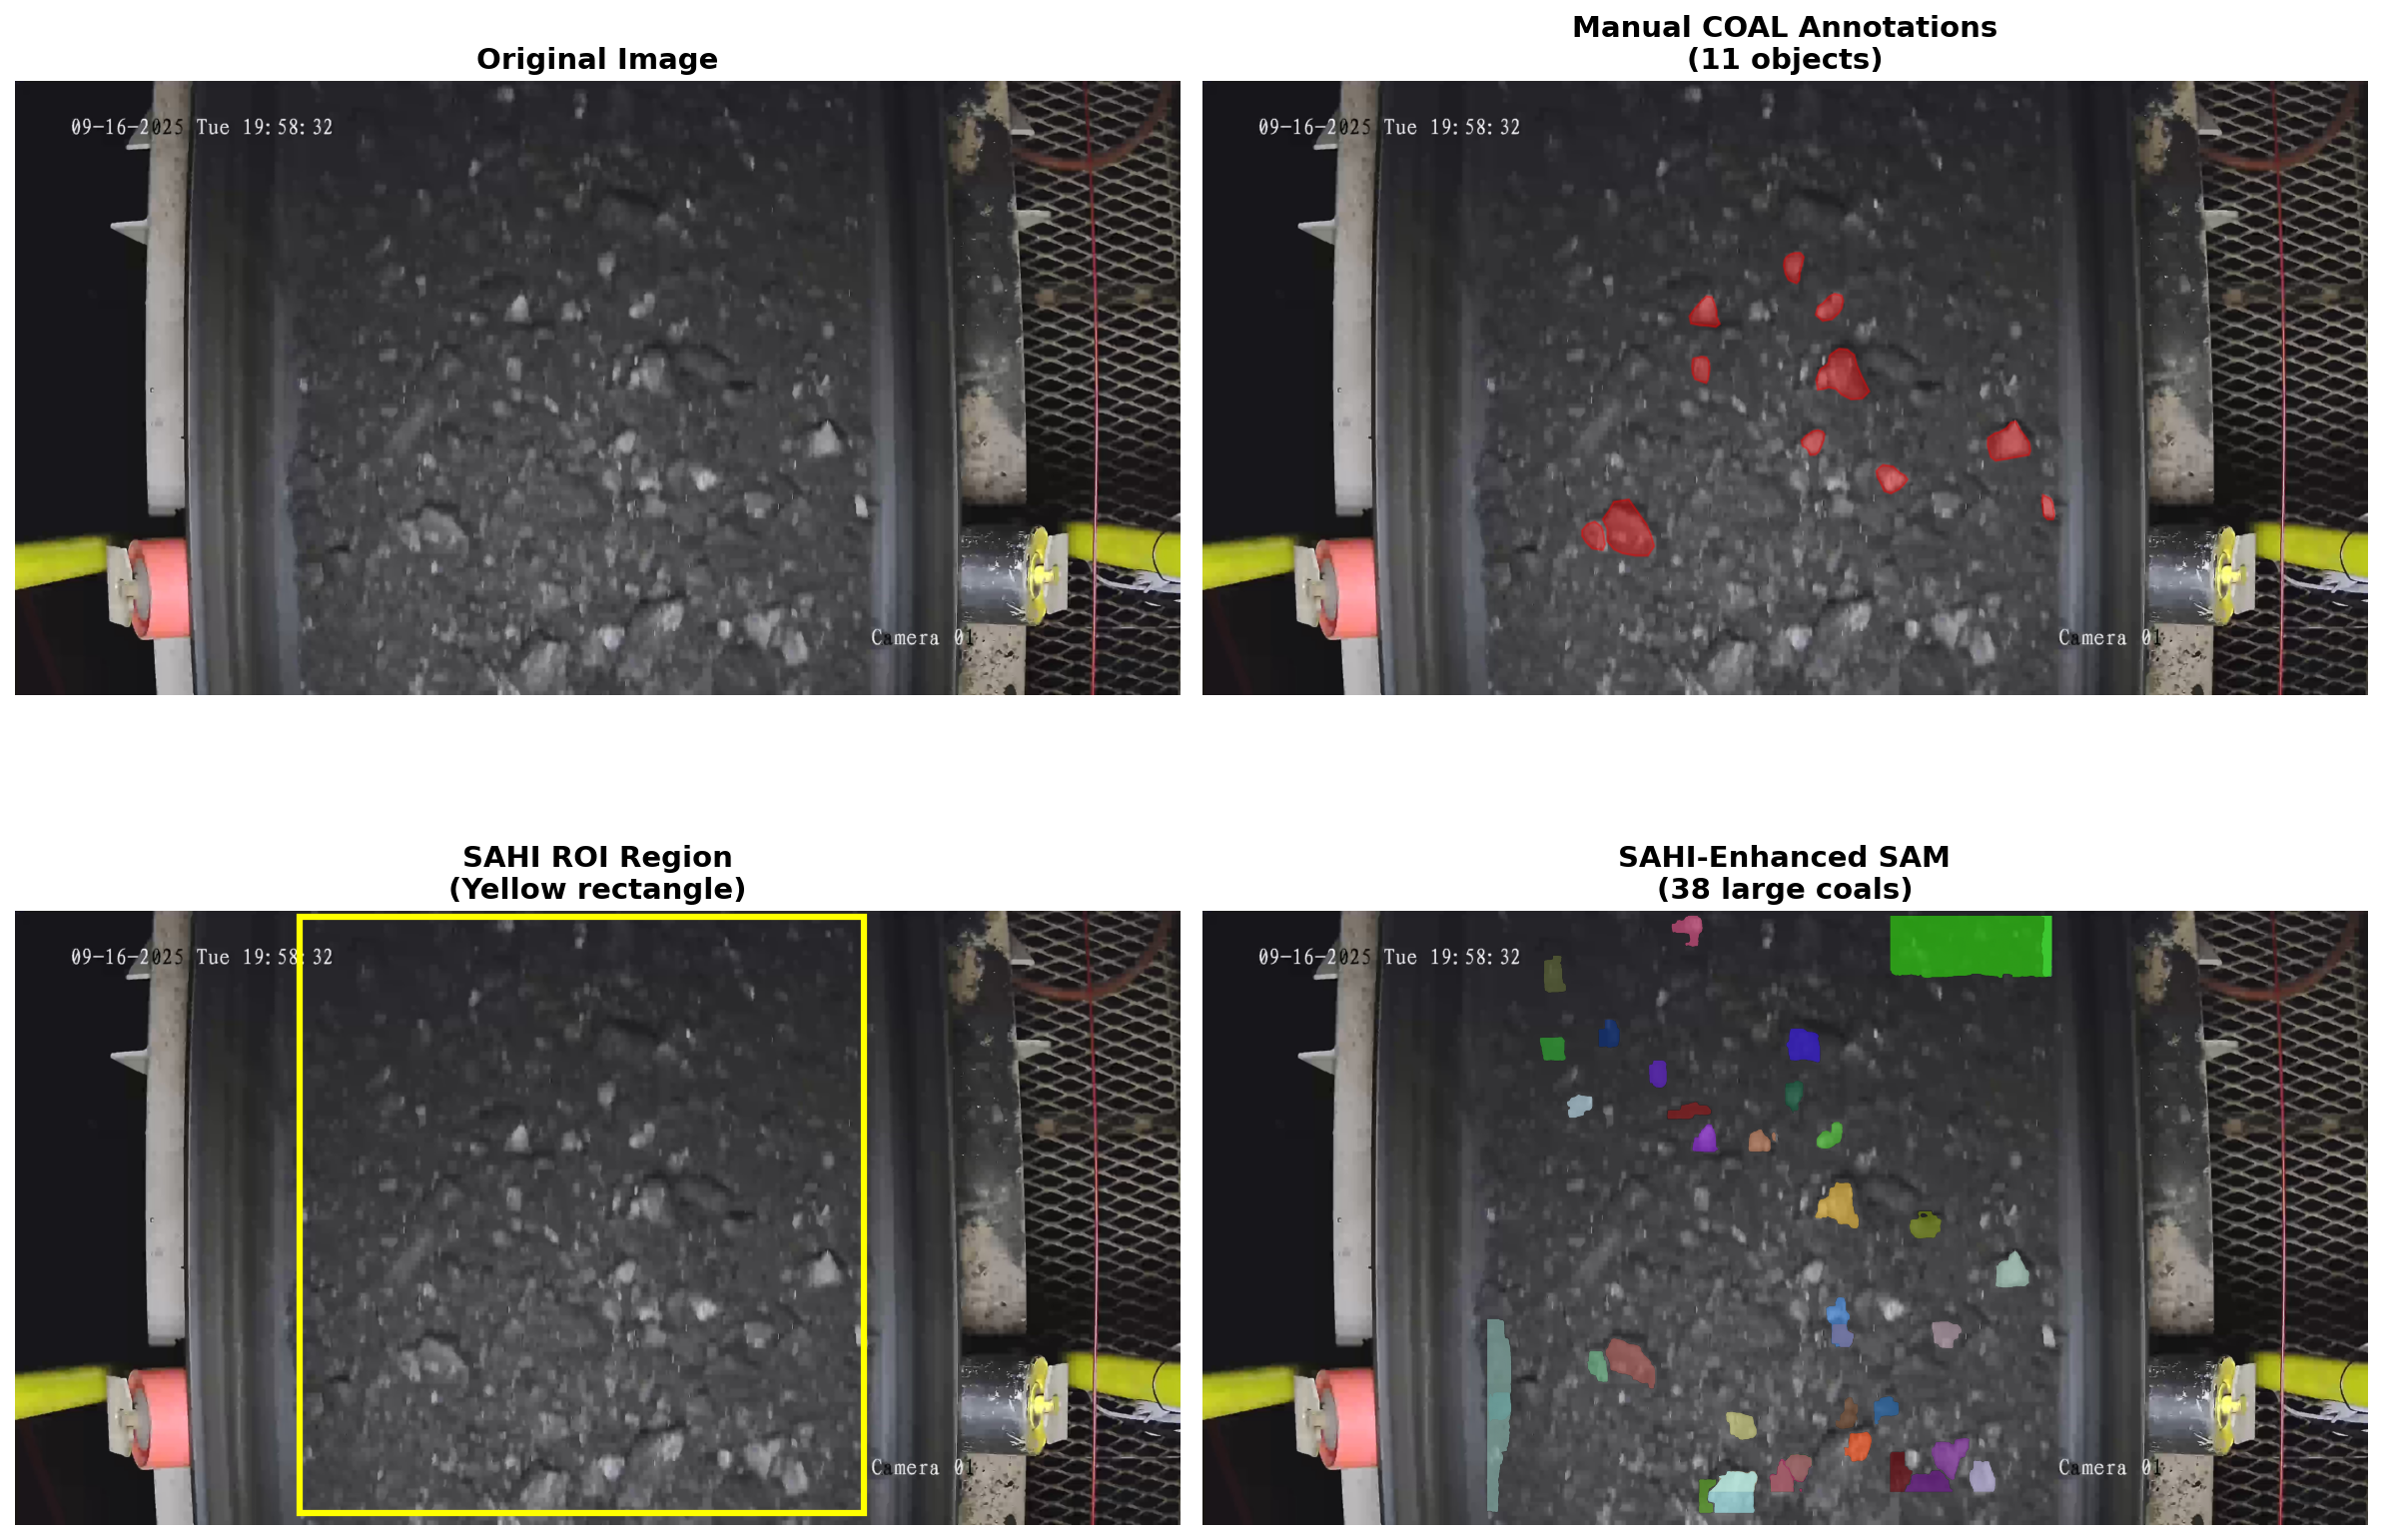 Original Image
09-16-2025 Tue 19:58:32
Camera 01
Manual COAL Annotations
(11 objects)
09-16-2025 Tue 19:58:32
Camera 01
SAHI ROI Region
(Yellow rectangle)
09-16-2025 Tue 19:58:32
Camera 01
SAHI-Enhanced SAM
(38 large coals)
09-16-2025 Tue 19:58:32
Camera 01